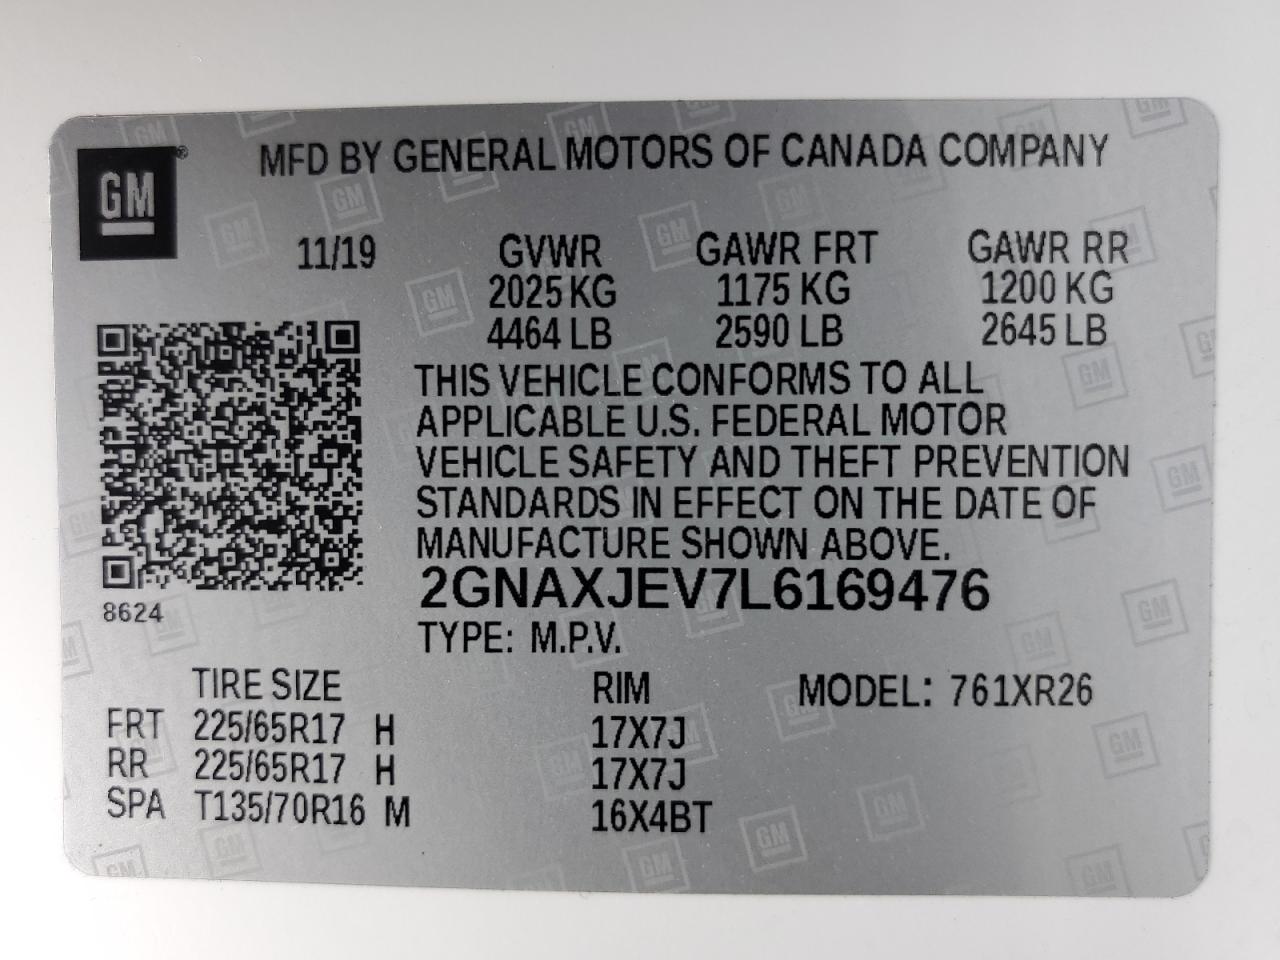 GM ®
MFD BY GENERAL MOTORS OF CANADA COMPANY
11/19 GVWR GAWR FRT GAWR RR
2025 KG 1175 KG 1200 KG
4464 LB 2590 LB 2645 LB
THIS VEHICLE CONFORMS TO ALL
APPLICABLE U.S. FEDERAL MOTOR
VEHICLE SAFETY AND THEFT PREVENTION
STANDARDS IN EFFECT ON THE DATE OF
MANUFACTURE SHOWN ABOVE.
8624
2GNAXJEV7L6169476
TYPE: M.P.V.
TIRE SIZE RIM MODEL: 761XR26
FRT 225/65R17 H 17X7J
RR 225/65R17 H 17X7J
SPA T135/70R16 M 16X4BT